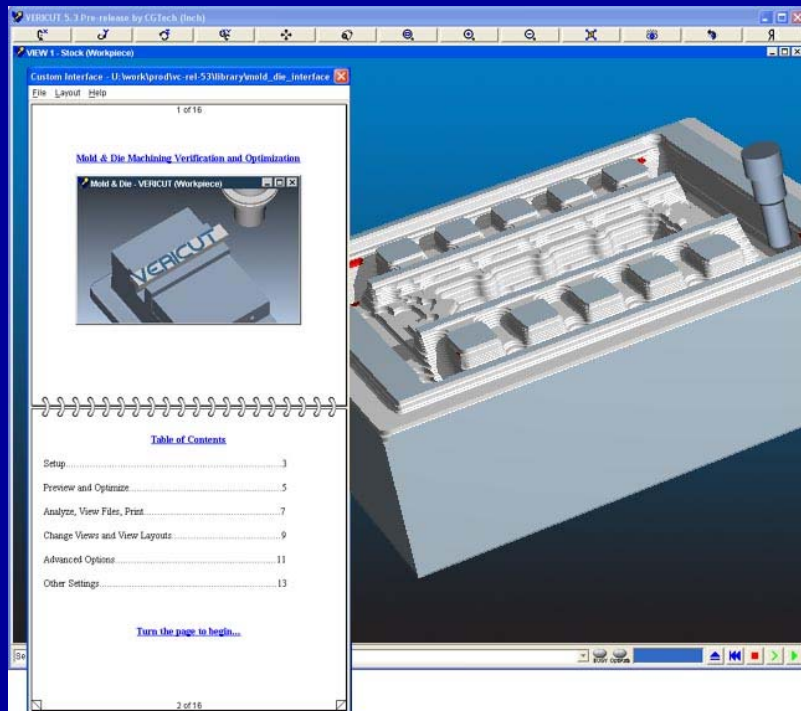 VERICUT 5.3 Pre-release by CGTech (Inch)
VIEW 1 - Stock (Workpiece)
Custom Interface - U:\work\prod\vc-rel-53\library\mold_die_interface
File Layout Help
1 of 16
Mold & Die Machining Verification and Optimization
Mold & Die - VERICUT (Workpiece)
VERICUT
Table of Contents
Setup 3
Preview and Optimize 5
Analyze, View Files, Print 7
Change Views and View Layouts 9
Advanced Options 11
Other Settings 13
Turn the page to begin...
2 of 16
BUSY